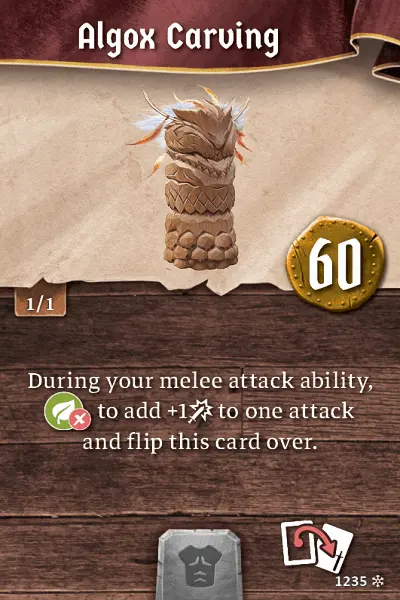 Algox Carving
60
1/1
During your melee attack ability,
to add +1 to one attack
and flip this card over.
1235